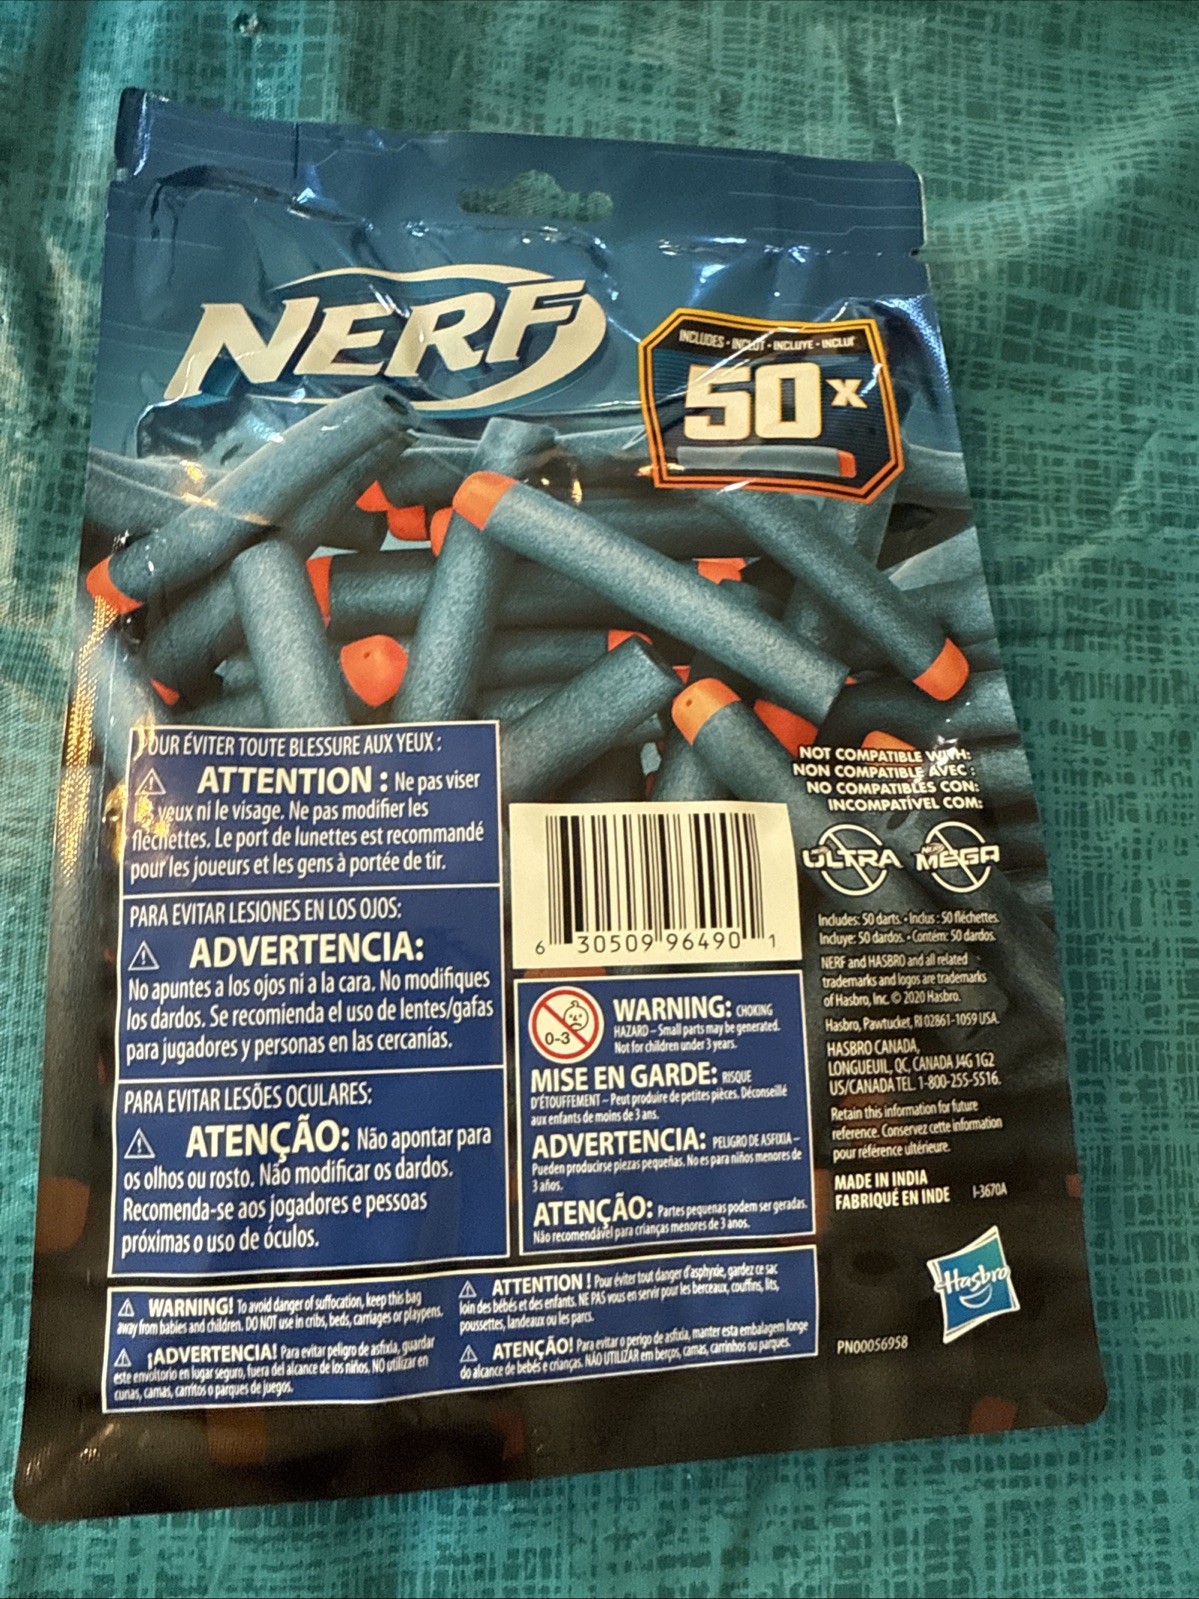 NERF
INCLUDES • INCLUT • INCLUYE • INCLUI
50x
POUR ÉVITER TOUTE BLESSURE AUX YEUX :
ATTENTION : Ne pas viser
les yeux ni le visage. Ne pas modifier les
fléchettes. Le port de lunettes est recommandé
pour les joueurs et les gens à portée de tir.
PARA EVITAR LESIONES EN LOS OJOS:
ADVERTENCIA:
No apuntes a los ojos ni a la cara. No modifiques
los dardos. Se recomienda el uso de lentes/gafas
para jugadores y personas en las cercanías.
PARA EVITAR LESÕES OCULARES:
ATENÇÃO: Não apontar para
os olhos ou rosto. Não modificar os dardos.
Recomenda-se aos jogadores e pessoas
próximas o uso de óculos.
6 30509 96490 1
0-3
WARNING: CHOKING
HAZARD – Small parts may be generated.
Not for children under 3 years.
MISE EN GARDE: RISQUE
D'ÉTOUFFEMENT – Peut produire de petites pièces. Déconseillé
aux enfants de moins de 3 ans.
ADVERTENCIA: PELIGRO DE ASFIXIA –
Pueden producirse piezas pequeñas. No es para niños menores de
3 años.
ATENÇÃO: Partes pequenas podem ser geradas.
Não recomendável para crianças menores de 3 anos.
NOT COMPATIBLE WITH:
NON COMPATIBLE AVEC :
NO COMPATIBLES CON:
INCOMPATÍVEL COM:
ULTRA
MEGA
Includes: 50 darts. • Inclus : 50 fléchettes.
Incluye: 50 dardos. • Contém: 50 dardos.
NERF and HASBRO and all related
trademarks and logos are trademarks
of Hasbro, Inc. © 2020 Hasbro.
Hasbro, Pawtucket, RI 02861-1059 USA.
HASBRO CANADA,
LONGUEUIL, QC, CANADA J4G 1G2
US/CANADA TEL. 1-800-255-5516.
Retain this information for future
reference. Conservez cette information
pour référence ultérieure.
MADE IN INDIA
FABRIQUÉ EN INDE
I-3670A
Hasbro
PN00056958
WARNING! To avoid danger of suffocation, keep this bag
away from babies and children. DO NOT use in cribs, beds, carriages or playpens.
¡ADVERTENCIA! Para evitar peligro de asfixia, guardar
este envoltorio en lugar seguro, fuera del alcance de los niños. NO utilizar en
cunas, camas, carritos o parques de juegos.
ATTENTION ! Pour éviter tout danger d'asphyxie, gardez ce sac
loin des bébés et des enfants. NE PAS vous en servir pour les berceaux, couffins, lits,
poussettes, landeaux ou les parcs.
ATENÇÃO! Para evitar o perigo de asfixia, manter esta embalagem longe
do alcance de bebés e crianças. NÃO UTILIZAR em berços, camas, carrinhos ou parques.